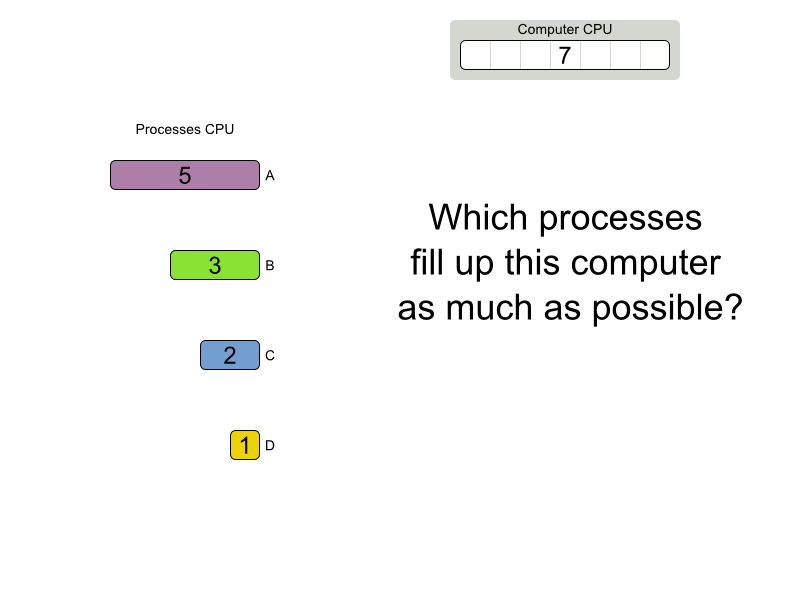 Computer CPU
7
Processes CPU
5 A
3 B
2 C
1 D
Which processes
fill up this computer
as much as possible?